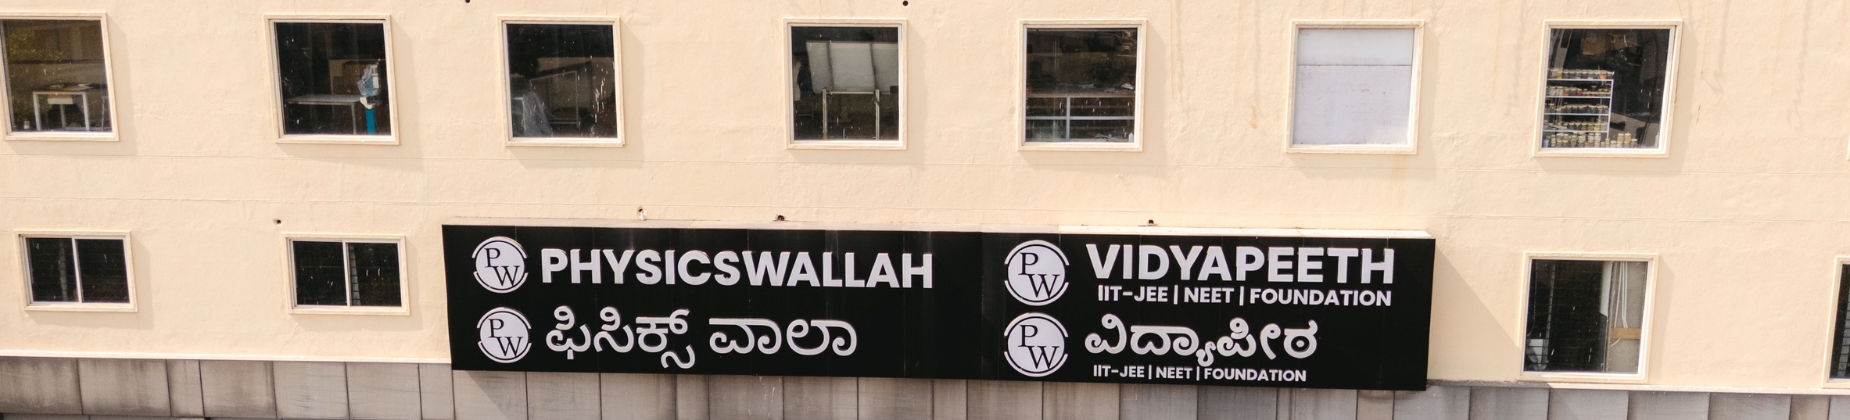 PW PHYSICSWALLAH
PW ಫಿಸಿಕ್ಸ್ ವಾಲಾ
PW VIDYAPEETH
IIT-JEE | NEET | FOUNDATION
PW ವಿದ್ಯಾಪೀಠ
IIT-JEE | NEET | FOUNDATION